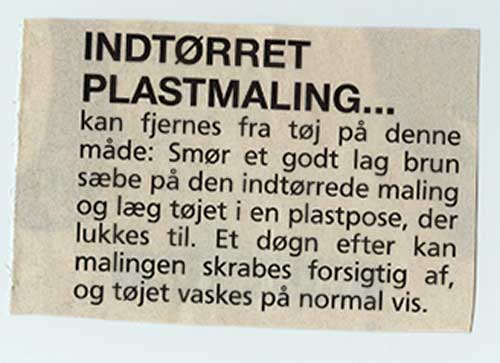 INDTØRRET
PLASTMALING...
kan fjernes fra tøj på denne
måde: Smør et godt lag brun
sæbe på den indtørrede maling
og læg tøjet i en plastpose, der
lukkes til. Et døgn efter kan
malingen skrabes forsigtig af,
og tøjet vaskes på normal vis.